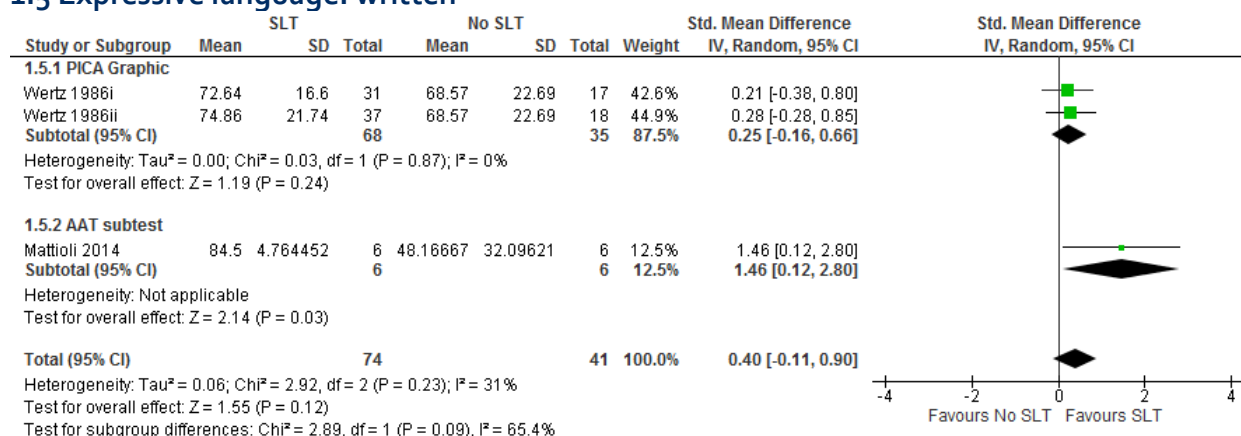 1.5 Expressive language: written
SLT No SLT Std. Mean Difference Std. Mean Difference
Study or Subgroup Mean SD Total Mean SD Total Weight IV, Random, 95% CI IV, Random, 95% CI
1.5.1 PICA Graphic
Wertz 1986i 72.64 16.6 31 68.57 22.69 17 42.6% 0.21 [-0.38, 0.80]
Wertz 1986ii 74.86 21.74 37 68.57 22.69 18 44.9% 0.28 [-0.28, 0.85]
Subtotal (95% CI) 68 35 87.5% 0.25 [-0.16, 0.66]
Heterogeneity: Tau² = 0.00; Chi² = 0.03, df = 1 (P = 0.87); I² = 0%
Test for overall effect: Z = 1.19 (P = 0.24)
1.5.2 AAT subtest
Mattioli 2014 84.5 4.764452 6 48.16667 32.09621 6 12.5% 1.46 [0.12, 2.80]
Subtotal (95% CI) 6 6 12.5% 1.46 [0.12, 2.80]
Heterogeneity: Not applicable
Test for overall effect: Z = 2.14 (P = 0.03)
Total (95% CI) 74 41 100.0% 0.40 [-0.11, 0.90]
Heterogeneity: Tau² = 0.06; Chi² = 2.92, df = 2 (P = 0.23); I² = 31%
Test for overall effect: Z = 1.55 (P = 0.12)
Test for subgroup differences: Chi² = 2.89, df = 1 (P = 0.09), I² = 65.4%
-4 -2 0 2 4
Favours No SLT Favours SLT